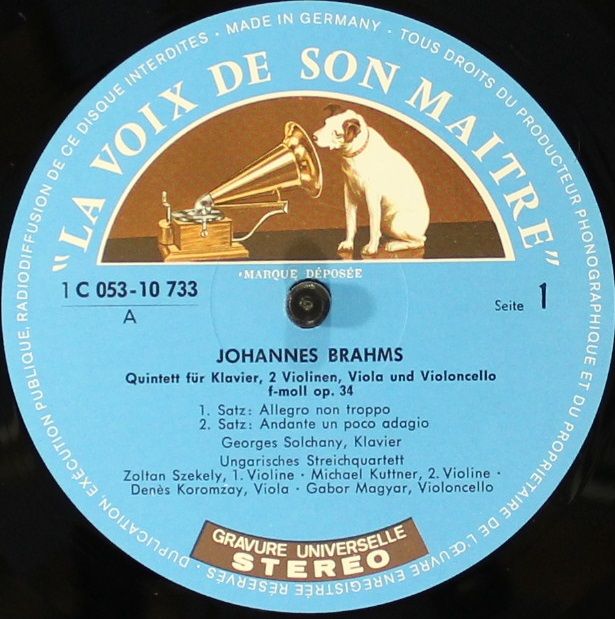 MADE IN GERMANY · TOUS DROITS DU PRODUCTEUR PHONOGRAPHIQUE ET DU PROPRIETAIRE DE L'ŒUVRE ENREGISTRÉE RÉSERVÉS · DUPLICATION, EXECUTION PUBLIQUE, RADIODIFFUSION DE CE DISQUE INTERDITES ·
"LA VOIX DE SON MAITRE"
MARQUE DÉPOSÉE
1 C 053-10 733
A
Seite 1
JOHANNES BRAHMS
Quintett für Klavier, 2 Violinen, Viola und Violoncello
f-moll op. 34
1. Satz: Allegro non troppo
2. Satz: Andante un poco adagio
Georges Solchany, Klavier
Ungarisches Streichquartett
Zoltan Szekely, 1. Violine · Michael Kuttner, 2. Violine ·
Denès Koromzay, Viola · Gabor Magyar, Violoncello
GRAVURE UNIVERSELLE
STEREO